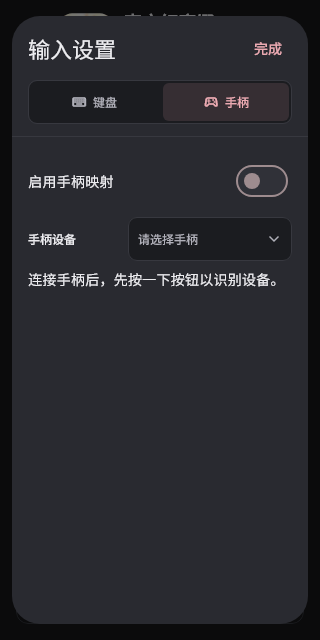 输入设置
完成
键盘
手柄
启用手柄映射
手柄设备
请选择手柄
连接手柄后，先按一下按钮以识别设备。